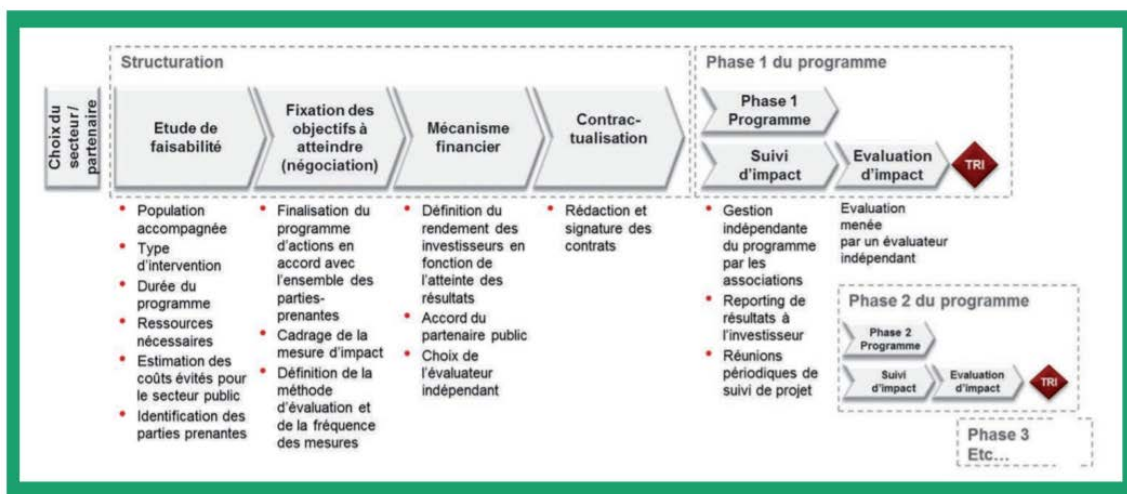 Choix du
secteur /
partenaire
Structuration
Etude de
faisabilité
Fixation des
objectifs à
atteindre
(négociation)
Mécanisme
financier
Contrac-
tualisation
• Population
accompagnée
• Type
d'intervention
• Durée du
programme
• Ressources
nécessaires
• Estimation des
coûts évités pour
le secteur public
• Identification des
parties prenantes
• Finalisation du
programme
d'actions en
accord avec
l'ensemble des
parties-
prenantes
• Cadrage de la
mesure d'impact
• Définition de la
méthode
d'évaluation et
de la fréquence
des mesures
• Définition du
rendement des
investisseurs en
fonction de
l'atteinte des
résultats
• Accord du
partenaire public
• Choix de
l'évaluateur
indépendant
• Rédaction et
signature des
contrats
Phase 1 du programme
Phase 1
Programme
Suivi
d'impact
Evaluation
d'impact
TRI
• Gestion
indépendante
du programme
par les
associations
• Reporting de
résultats à
l'investisseur
• Réunions
périodiques de
suivi de projet
Evaluation
menée
par un évaluateur
indépendant
Phase 2 du programme
Phase 2
Programme
Suivi
d'impact
Evaluation
d'impact
TRI
Phase 3
Etc...